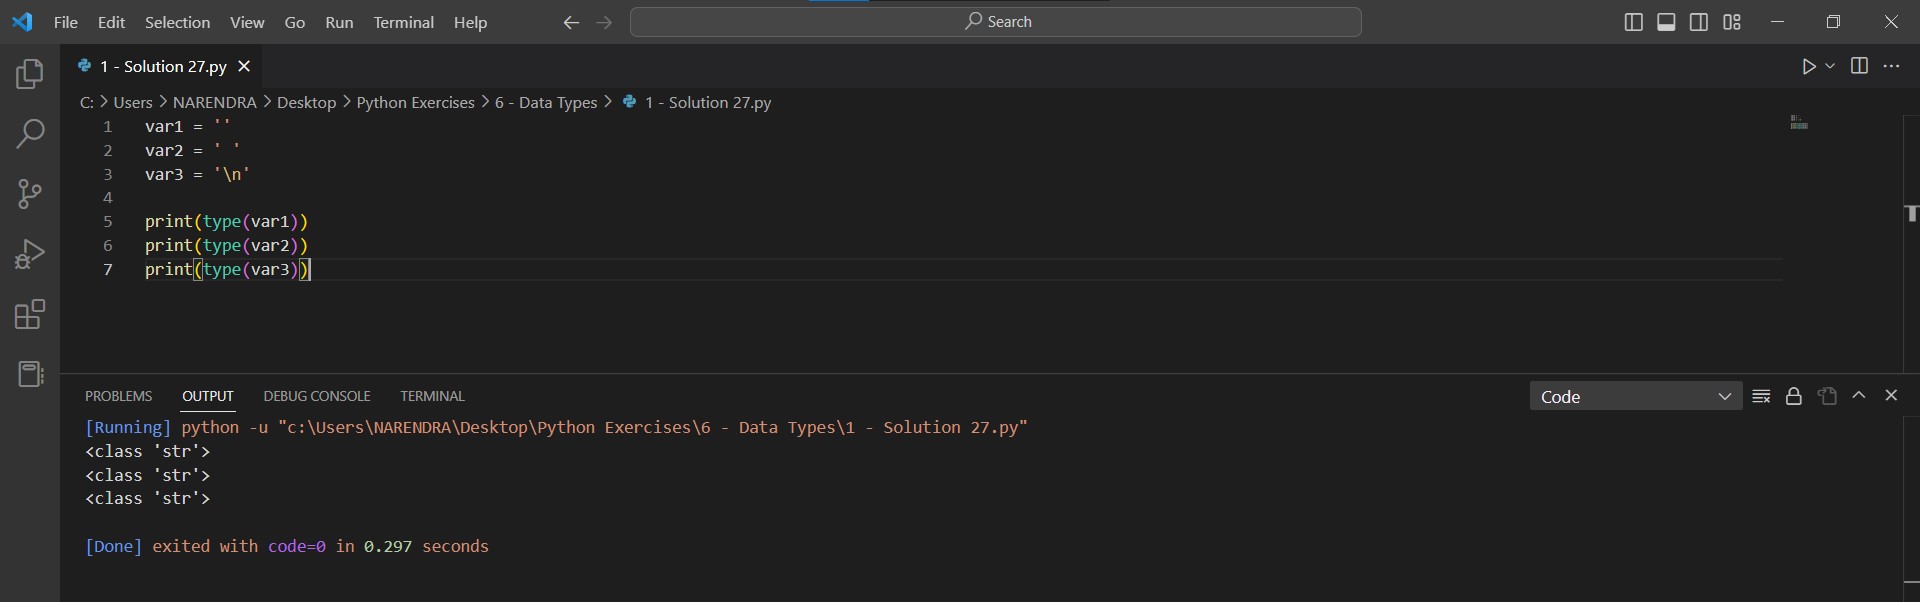 File Edit Selection View Go Run Terminal Help Search
1 - Solution 27.py
C: > Users > NARENDRA > Desktop > Python Exercises > 6 - Data Types > 1 - Solution 27.py
1 var1 = ''
2 var2 = ' '
3 var3 = '\n'
4
5 print(type(var1))
6 print(type(var2))
7 print(type(var3))
PROBLEMS OUTPUT DEBUG CONSOLE TERMINAL Code
[Running] python -u "c:\Users\NARENDRA\Desktop\Python Exercises\6 - Data Types\1 - Solution 27.py"
<class 'str'>
<class 'str'>
<class 'str'>
[Done] exited with code=0 in 0.297 seconds